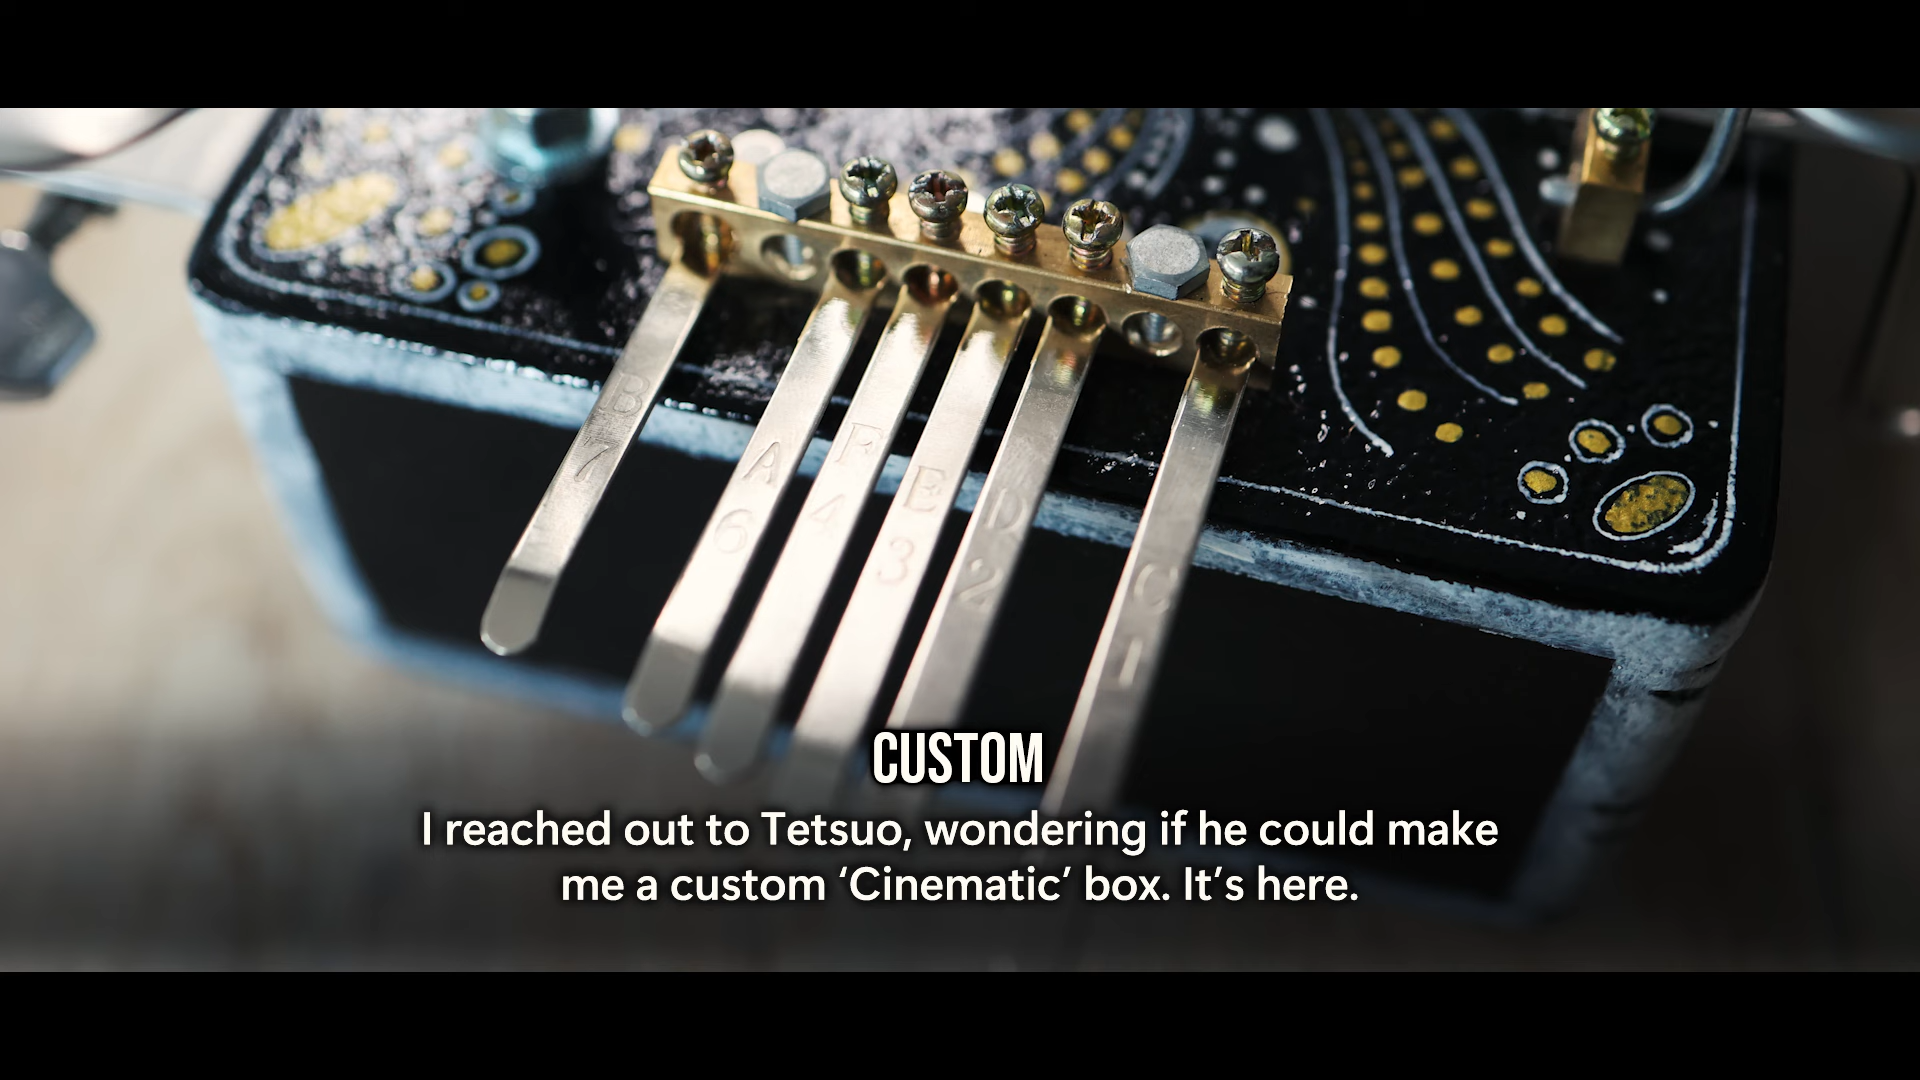 B
7
A
6
F
4
E
3
D
2
C
1
CUSTOM
I reached out to Tetsuo, wondering if he could make
me a custom ‘Cinematic’ box. It’s here.